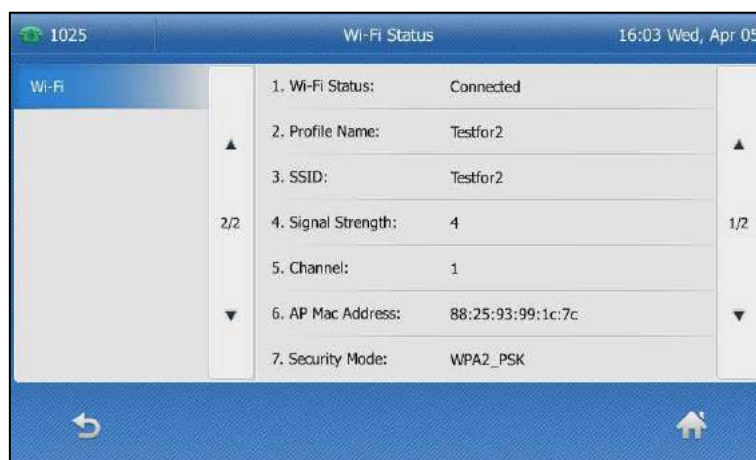 1025 Wi-Fi Status 16:03 Wed, Apr 05
Wi-Fi
1. Wi-Fi Status: Connected
2. Profile Name: Testfor2
3. SSID: Testfor2
2/2
4. Signal Strength: 4
1/2
5. Channel: 1
6. AP Mac Address: 88:25:93:99:1c:7c
7. Security Mode: WPA2_PSK